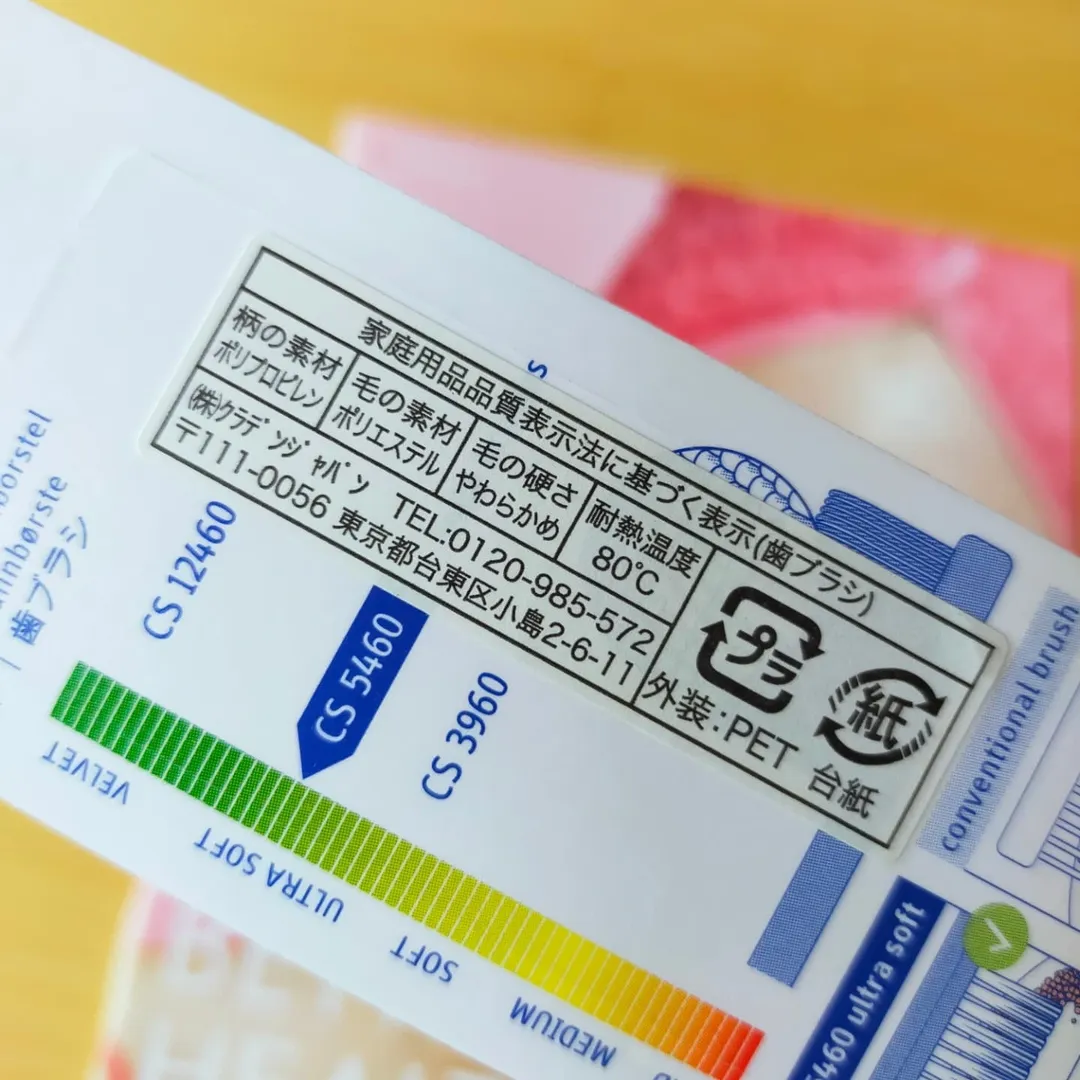 家庭用品品質表示法に基づく表示(歯ブラシ)
柄の素材
ポリプロピレン
毛の素材
ポリエステル
毛の硬さ
やわらかめ
耐熱温度
80℃
㈱クラデンジャパン TEL:0120-985-572
〒111-0056 東京都台東区小島2-6-11
プラ
外装:PET
紙
台紙
歯ブラシ
CS 12460
CS 5460
CS 3960
VELVET
ULTRA SOFT
SOFT
MEDIUM
conventional brush
5460 ultra soft